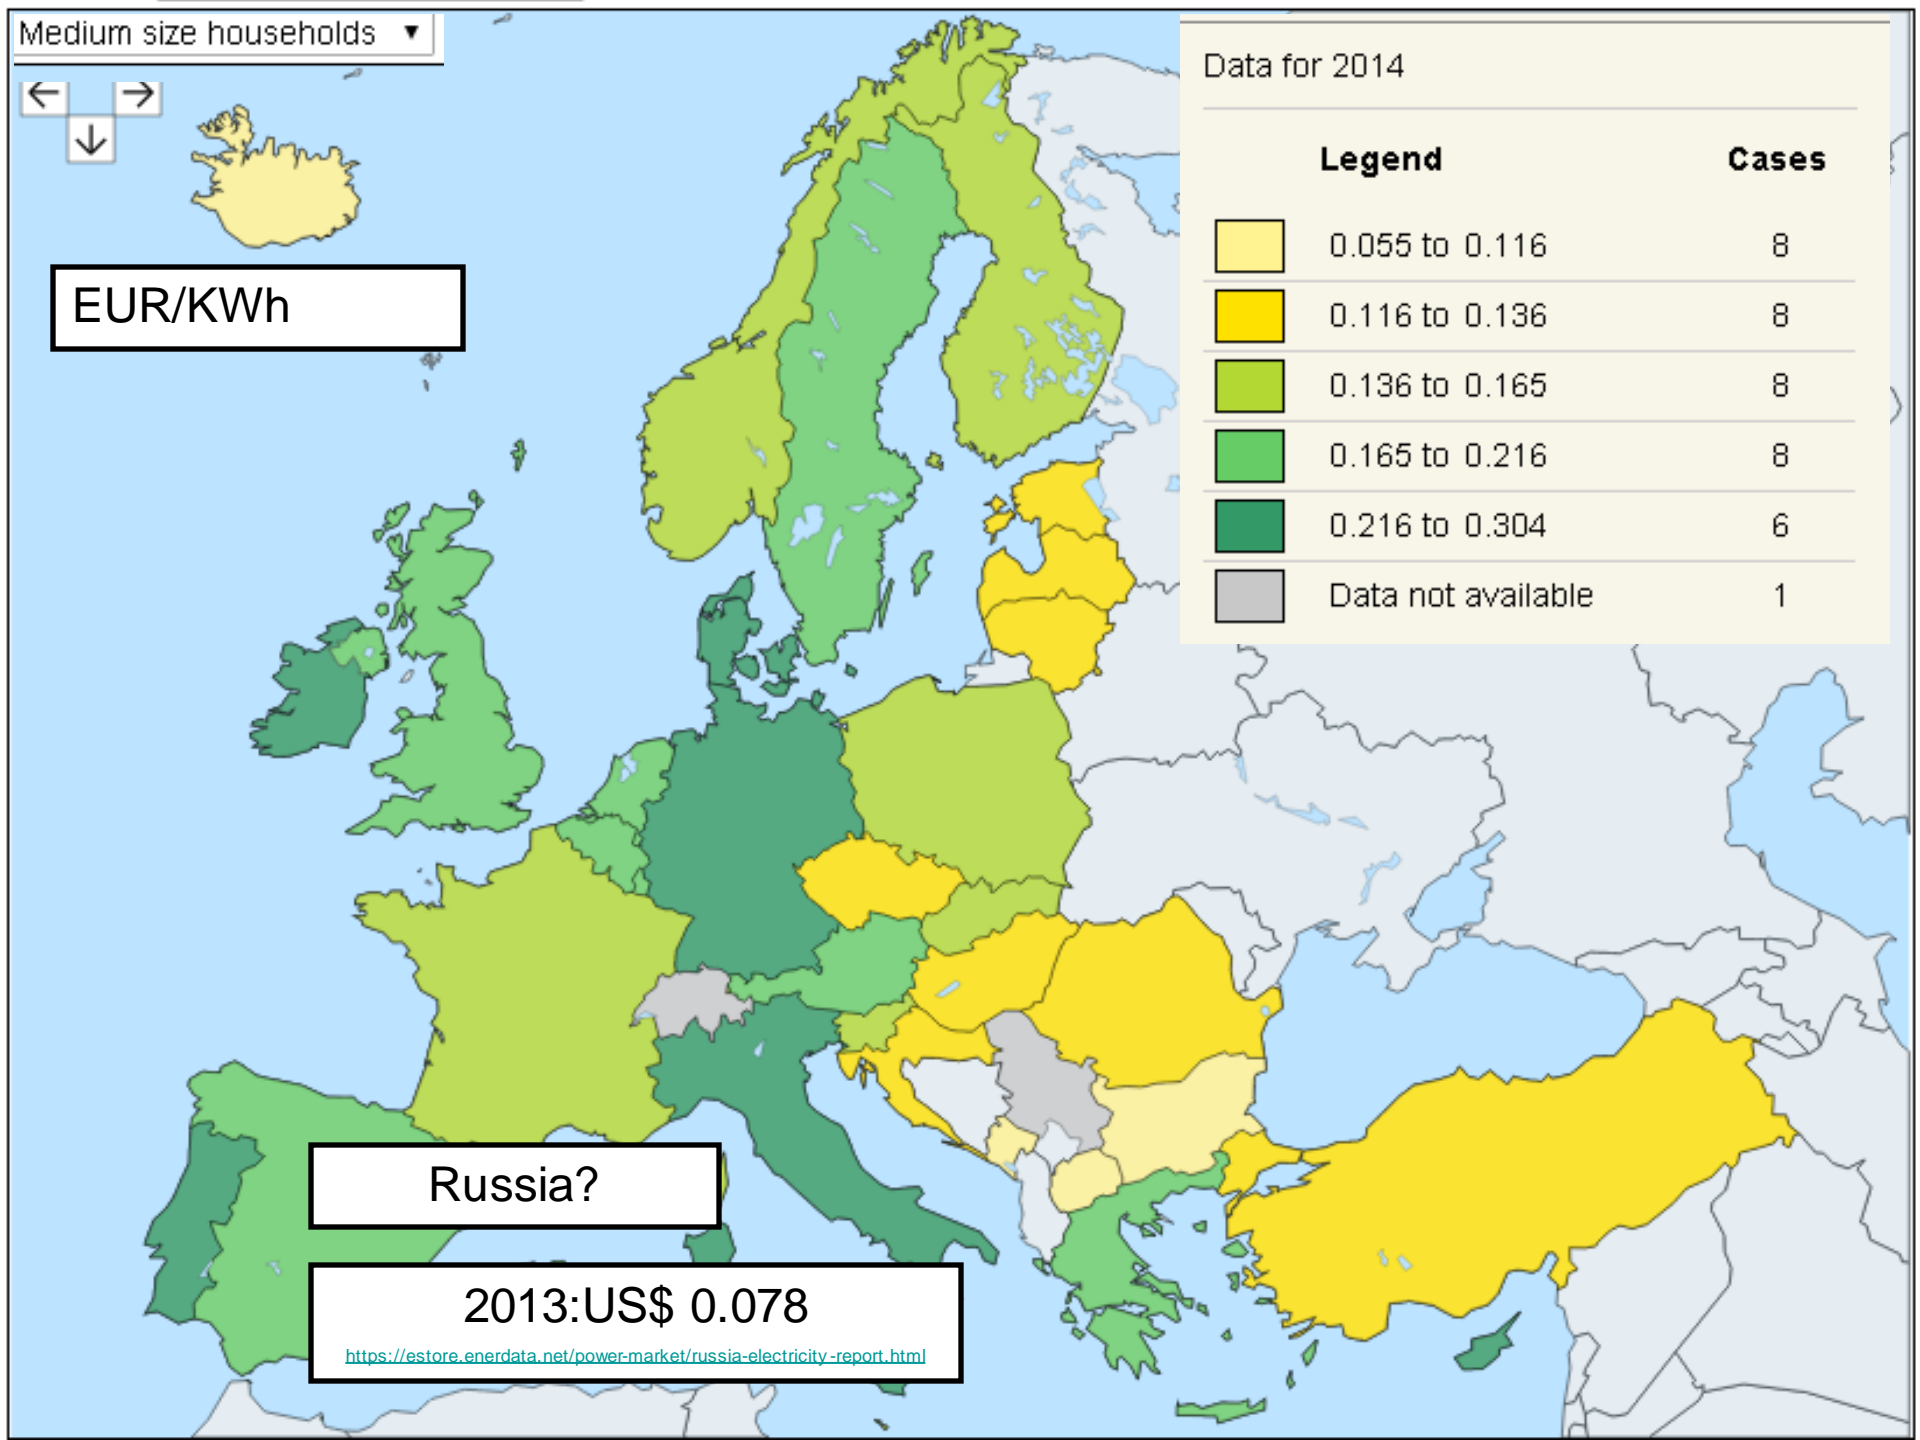 Medium size households
EUR/KWh
Data for 2014
Legend Cases
0.055 to 0.116 8
0.116 to 0.136 8
0.136 to 0.165 8
0.165 to 0.216 8
0.216 to 0.304 6
Data not available 1
Russia?
2013:US$ 0.078
https://estore.enerdata.net/power-market/russia-electricity-report.html